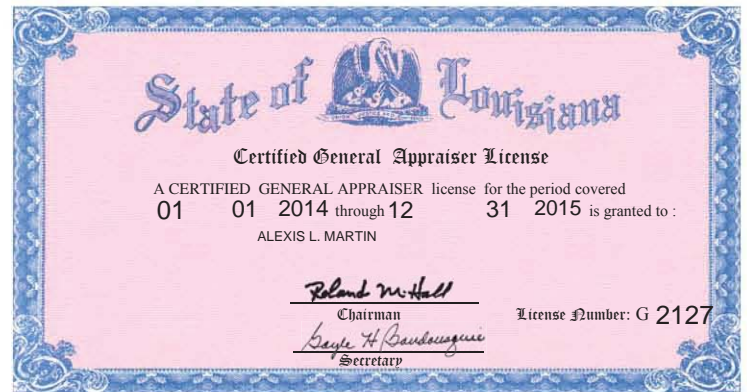 State of Louisiana
Certified General Appraiser License
A CERTIFIED GENERAL APPRAISER license for the period covered
01 01 2014 through 12 31 2015 is granted to :
ALEXIS L. MARTIN
Roland M. Hall
Chairman
License Number: G 2127
Gayle H
Secretary